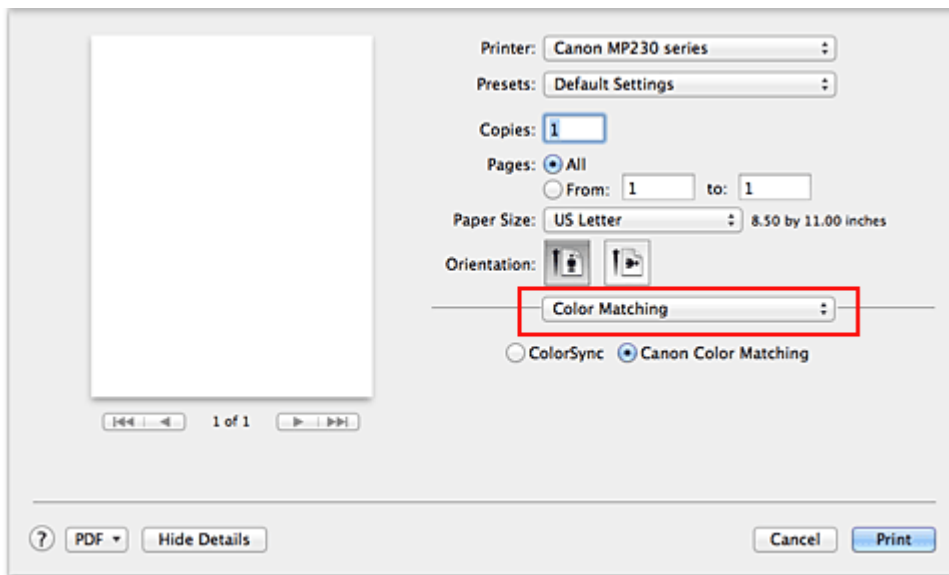 Printer: Canon MP230 series
Presets: Default Settings
Copies: 1
Pages: All
From: 1 to: 1
Paper Size: US Letter 8.50 by 11.00 inches
Orientation:
Color Matching
ColorSync Canon Color Matching
1 of 1
? PDF Hide Details Cancel Print